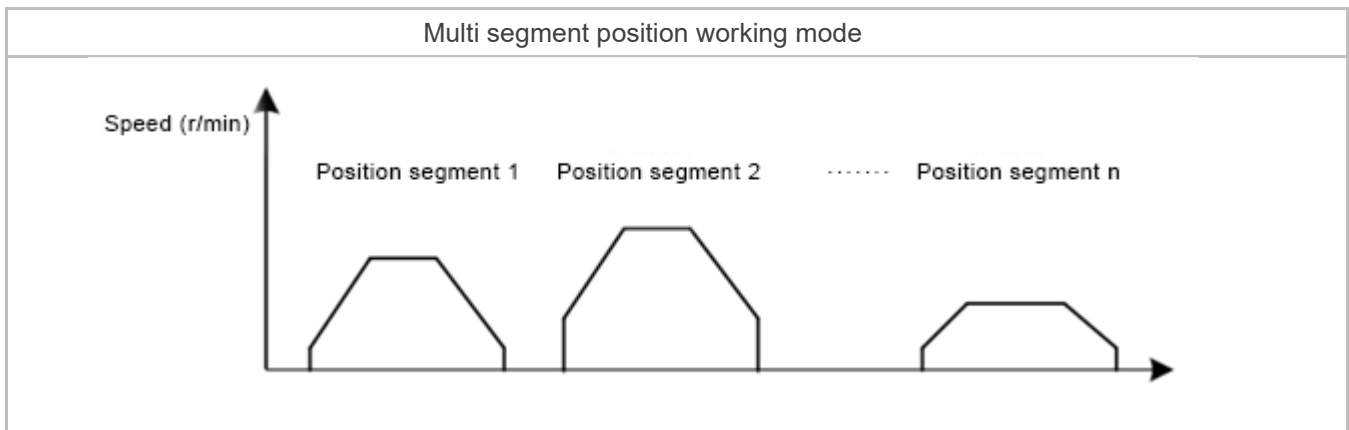 Multi segment position working mode
Speed (r/min)
Position segment 1 Position segment 2 ....... Position segment n